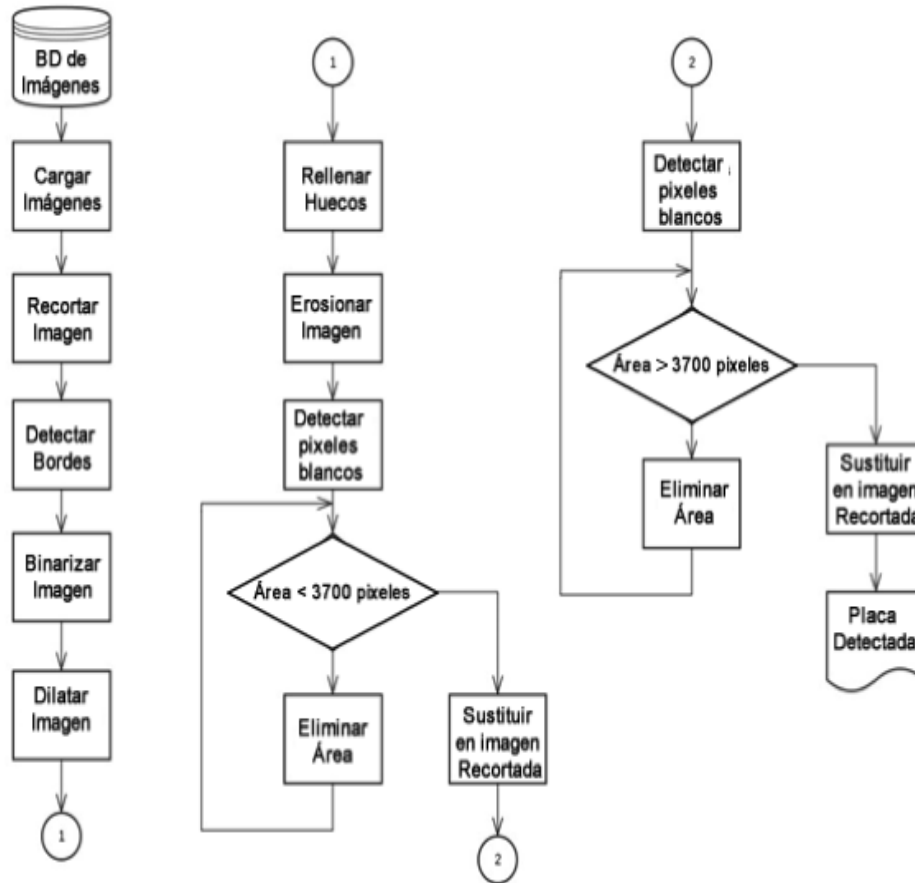 BD de
Imágenes
Cargar
Imágenes
Recortar
Imagen
Detectar
Bordes
Binarizar
Imagen
Dilatar
Imagen
1
1
Rellenar
Huecos
Erosionar
Imagen
Detectar
pixeles
blancos
Área < 3700 pixeles
Eliminar
Área
Sustituir
en imagen
Recortada
2
2
Detectar
pixeles
blancos
Área > 3700 pixeles
Eliminar
Área
Sustituir
en imagen
Recortada
Placa
Detectada